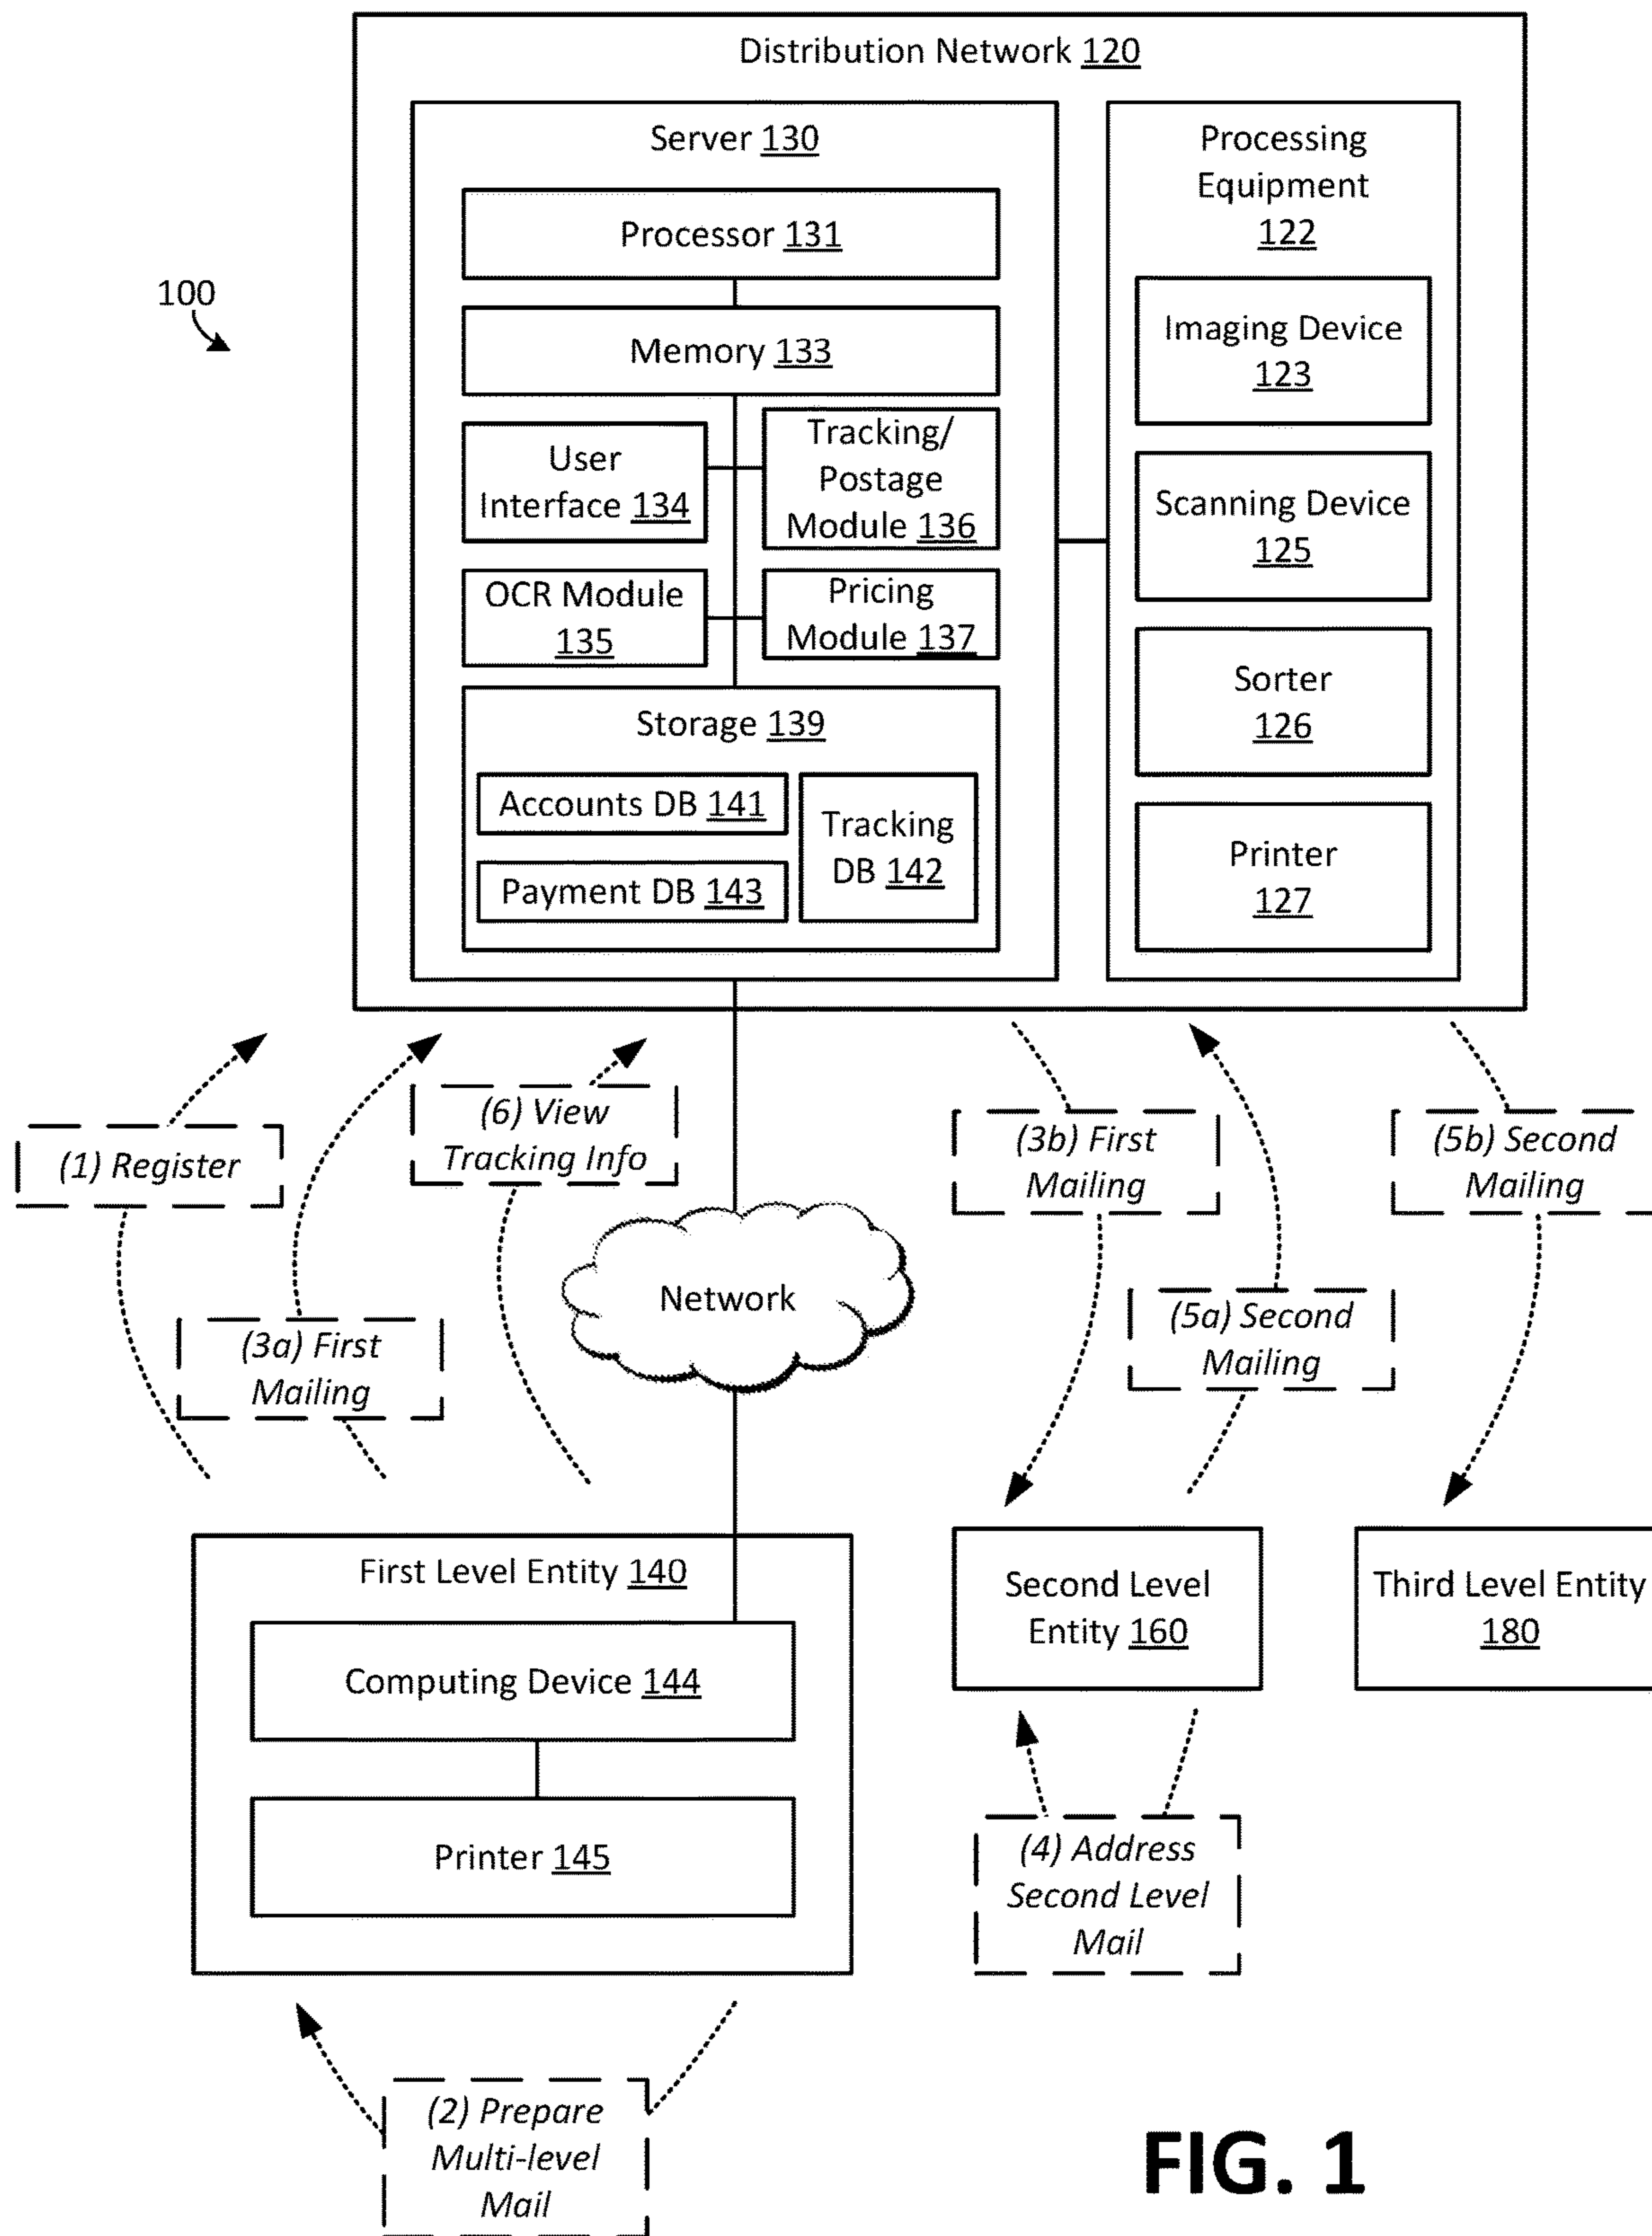 Distribution Network 120
Server 130
Processor 131
Memory 133
User
Interface 134
Tracking/
Postage
Module 136
OCR Module
135
Pricing
Module 137
Storage 139
Accounts DB 141
Payment DB 143
Tracking
DB 142
Processing
Equipment
122
Imaging Device
123
Scanning Device
125
Sorter
126
Printer
127
100
(1) Register
(3a) First
Mailing
(6) View
Tracking Info
Network
(3b) First
Mailing
(5a) Second
Mailing
(5b) Second
Mailing
First Level Entity 140
Computing Device 144
Printer 145
Second Level
Entity 160
Third Level Entity
180
(4) Address
Second Level
Mail
(2) Prepare
Multi-level
Mail
FIG. 1